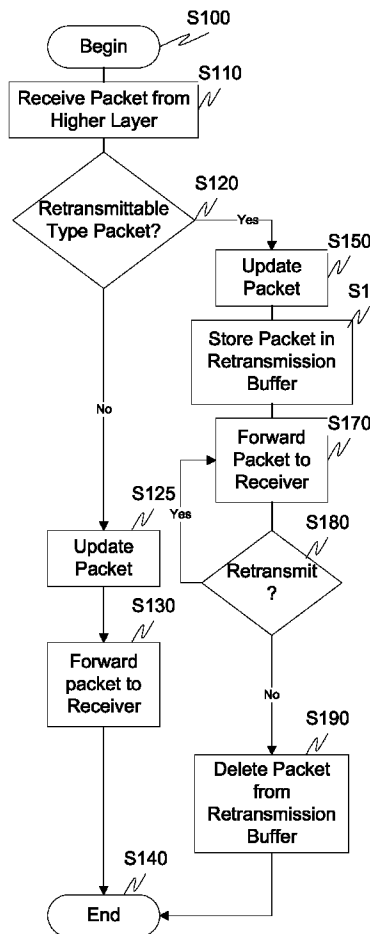 S100
Begin
S110
Receive Packet from
Higher Layer
S120
Retransmittable
Type Packet?
Yes
S150
Update
Packet
S1
Store Packet in
Retransmission
Buffer
S170
Forward
Packet to
Receiver
Yes
S180
Retransmit
?
No
No
S125
Update
Packet
S130
Forward
packet to
Receiver
S190
Delete Packet
from
Retransmission
Buffer
S140
End